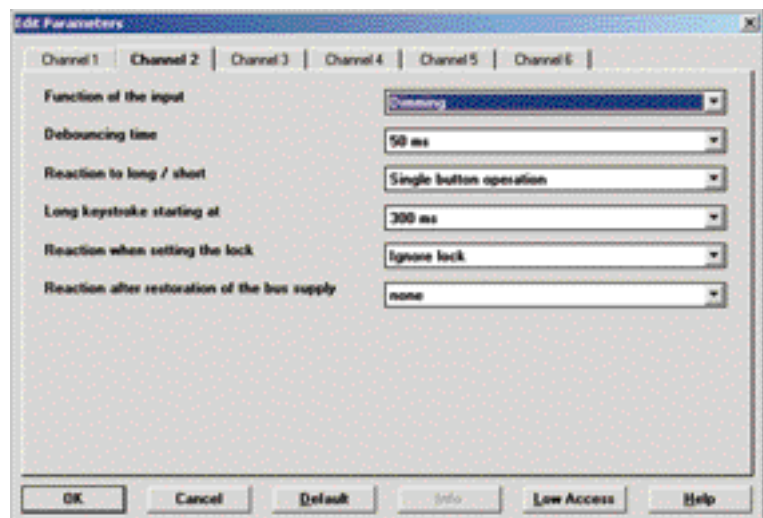 Edit Parameters
Channel 1 Channel 2 Channel 3 Channel 4 Channel 5 Channel 6
Function of the input Dimming
Debouncing time 50 ms
Reaction to long / short Single button operation
Long keystroke starting at 300 ms
Reaction when setting the lock Ignore lock
Reaction after restoration of the bus supply none
OK Cancel Default Info Low Access Help